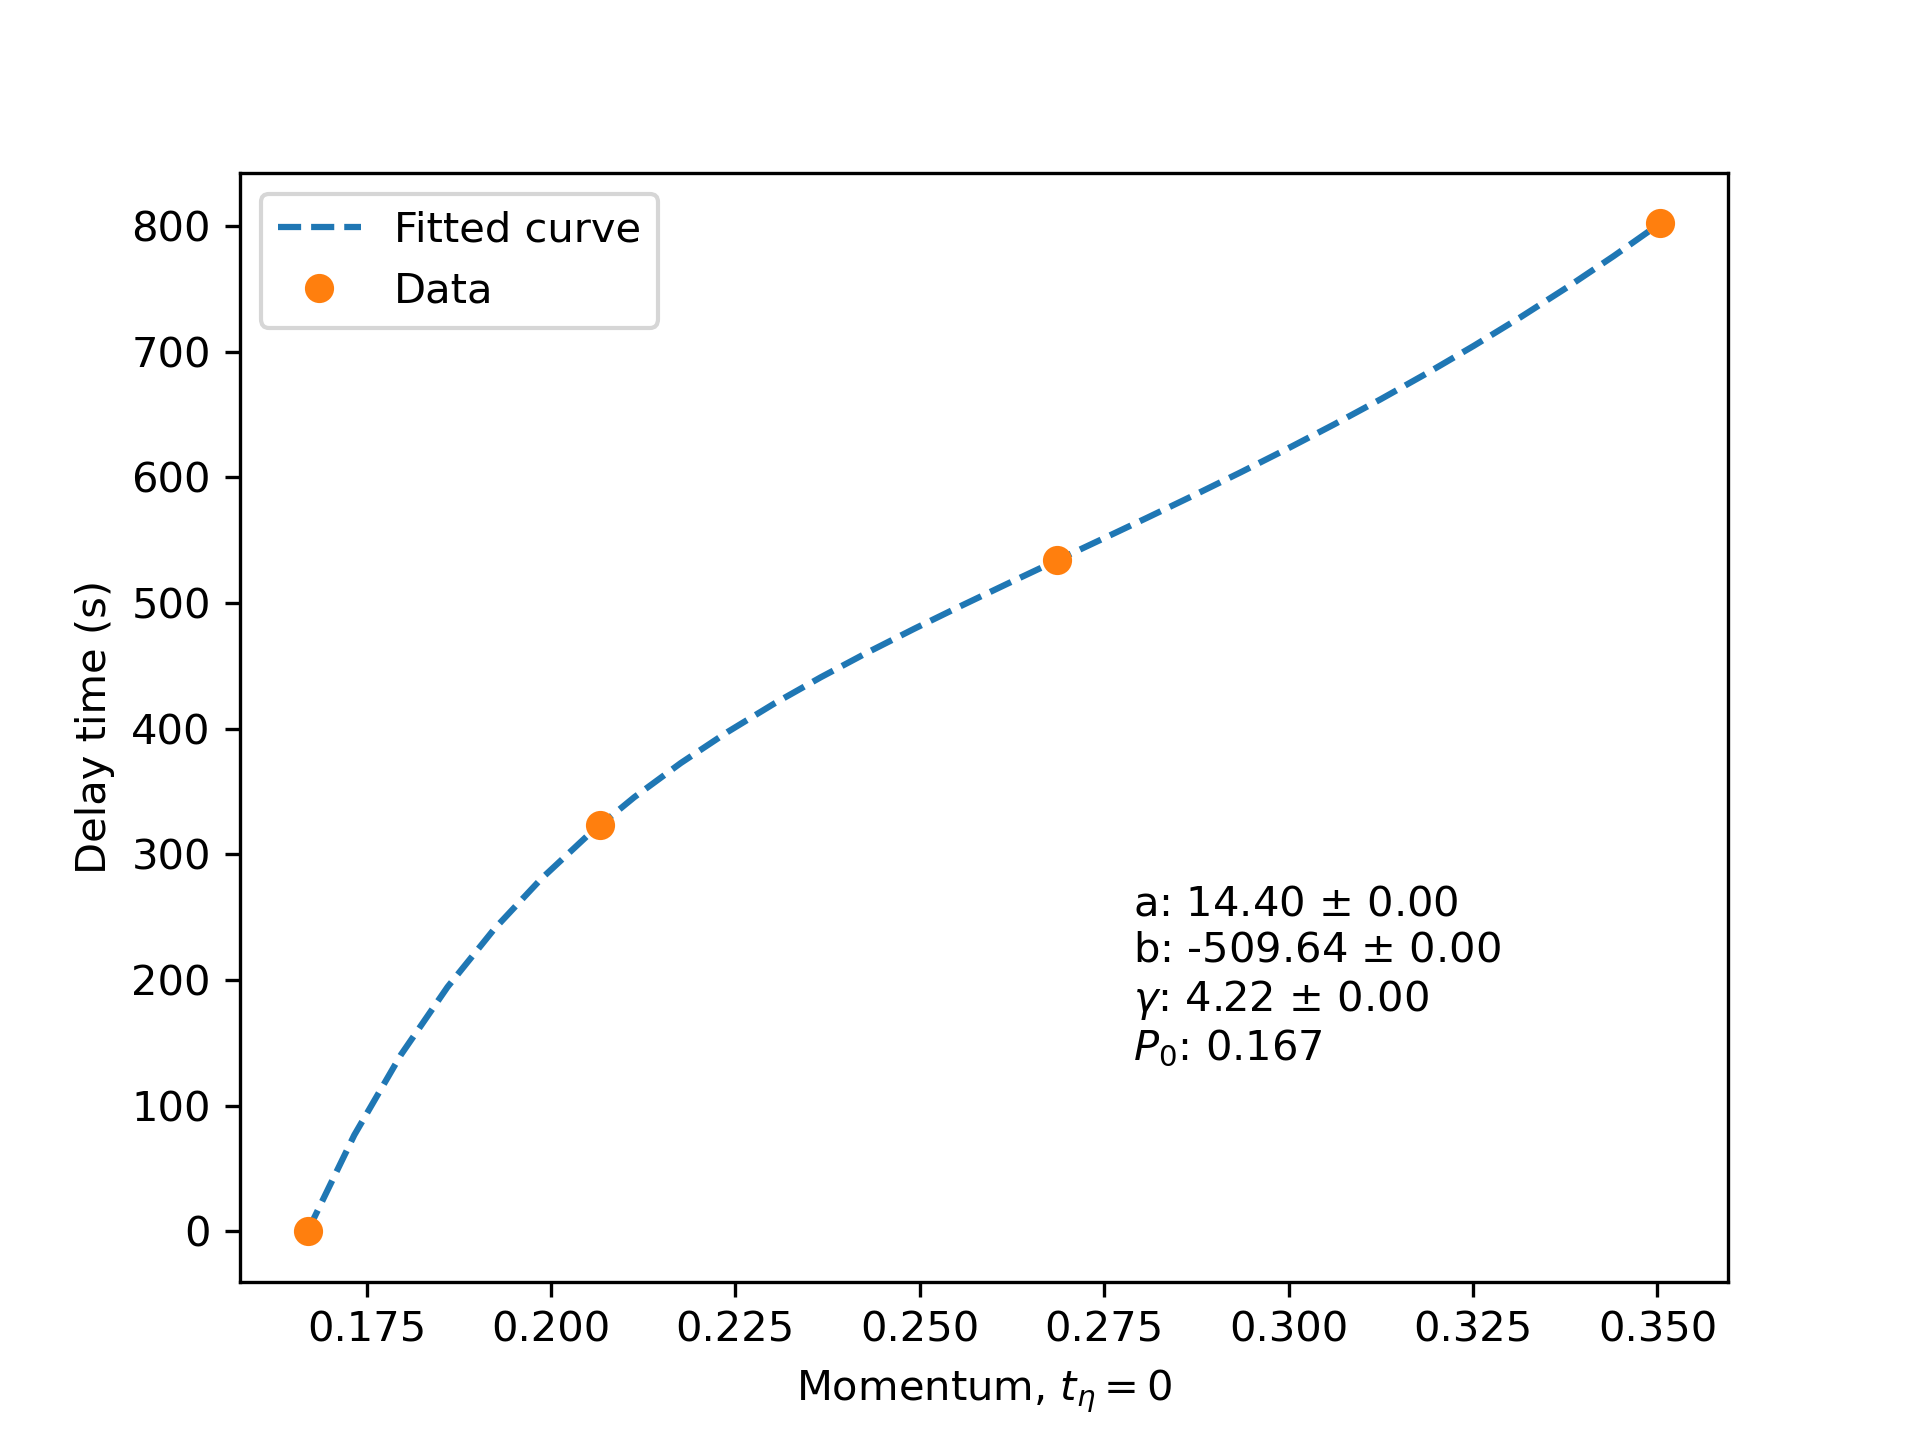 Fitted curve
Data
800
700
600
500
400
300
200
100
0
Delay time (s)
a: 14.40 ± 0.00
b: -509.64 ± 0.00
γ: 4.22 ± 0.00
P₀: 0.167
0.175 0.200 0.225 0.250 0.275 0.300 0.325 0.350
Momentum, tη = 0